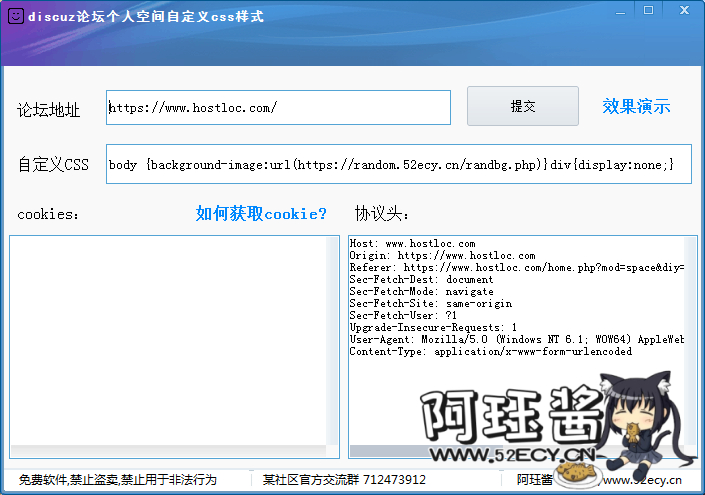 discuz论坛个人空间自定义css样式
论坛地址
https://www.hostloc.com/
提交
效果演示
自定义CSS
body {background-image:url(https://random.52ecy.cn/randbg.php)}div{display:none;}
cookies:
如何获取cookie?
协议头:
Host: www.hostloc.com
Origin: https://www.hostloc.com
Referer: https://www.hostloc.com/home.php?mod=space&diy=
Sec-Fetch-Dest: document
Sec-Fetch-Mode: navigate
Sec-Fetch-Site: same-origin
Sec-Fetch-User: ?1
Upgrade-Insecure-Requests: 1
User-Agent: Mozilla/5.0 (Windows NT 6.1; WOW64) AppleWeb
Content-Type: application/x-www-form-urlencoded
阿珏酱
WWW.52ECY.CN
免费软件,禁止盗卖,禁止用于非法行为
某社区官方交流群 712473912
阿珏酱
www.52ecy.cn